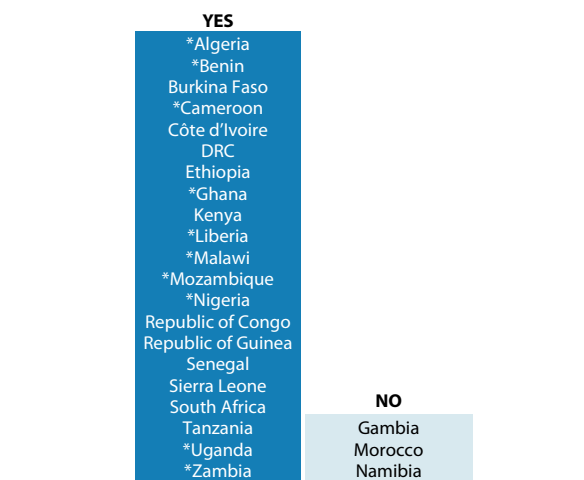 YES
*Algeria
*Benin
Burkina Faso
*Cameroon
Côte d’Ivoire
DRC
Ethiopia
*Ghana
Kenya
*Liberia
*Malawi
*Mozambique
*Nigeria
Republic of Congo
Republic of Guinea
Senegal
Sierra Leone
South Africa
Tanzania
*Uganda
*Zambia
NO
Gambia
Morocco
Namibia